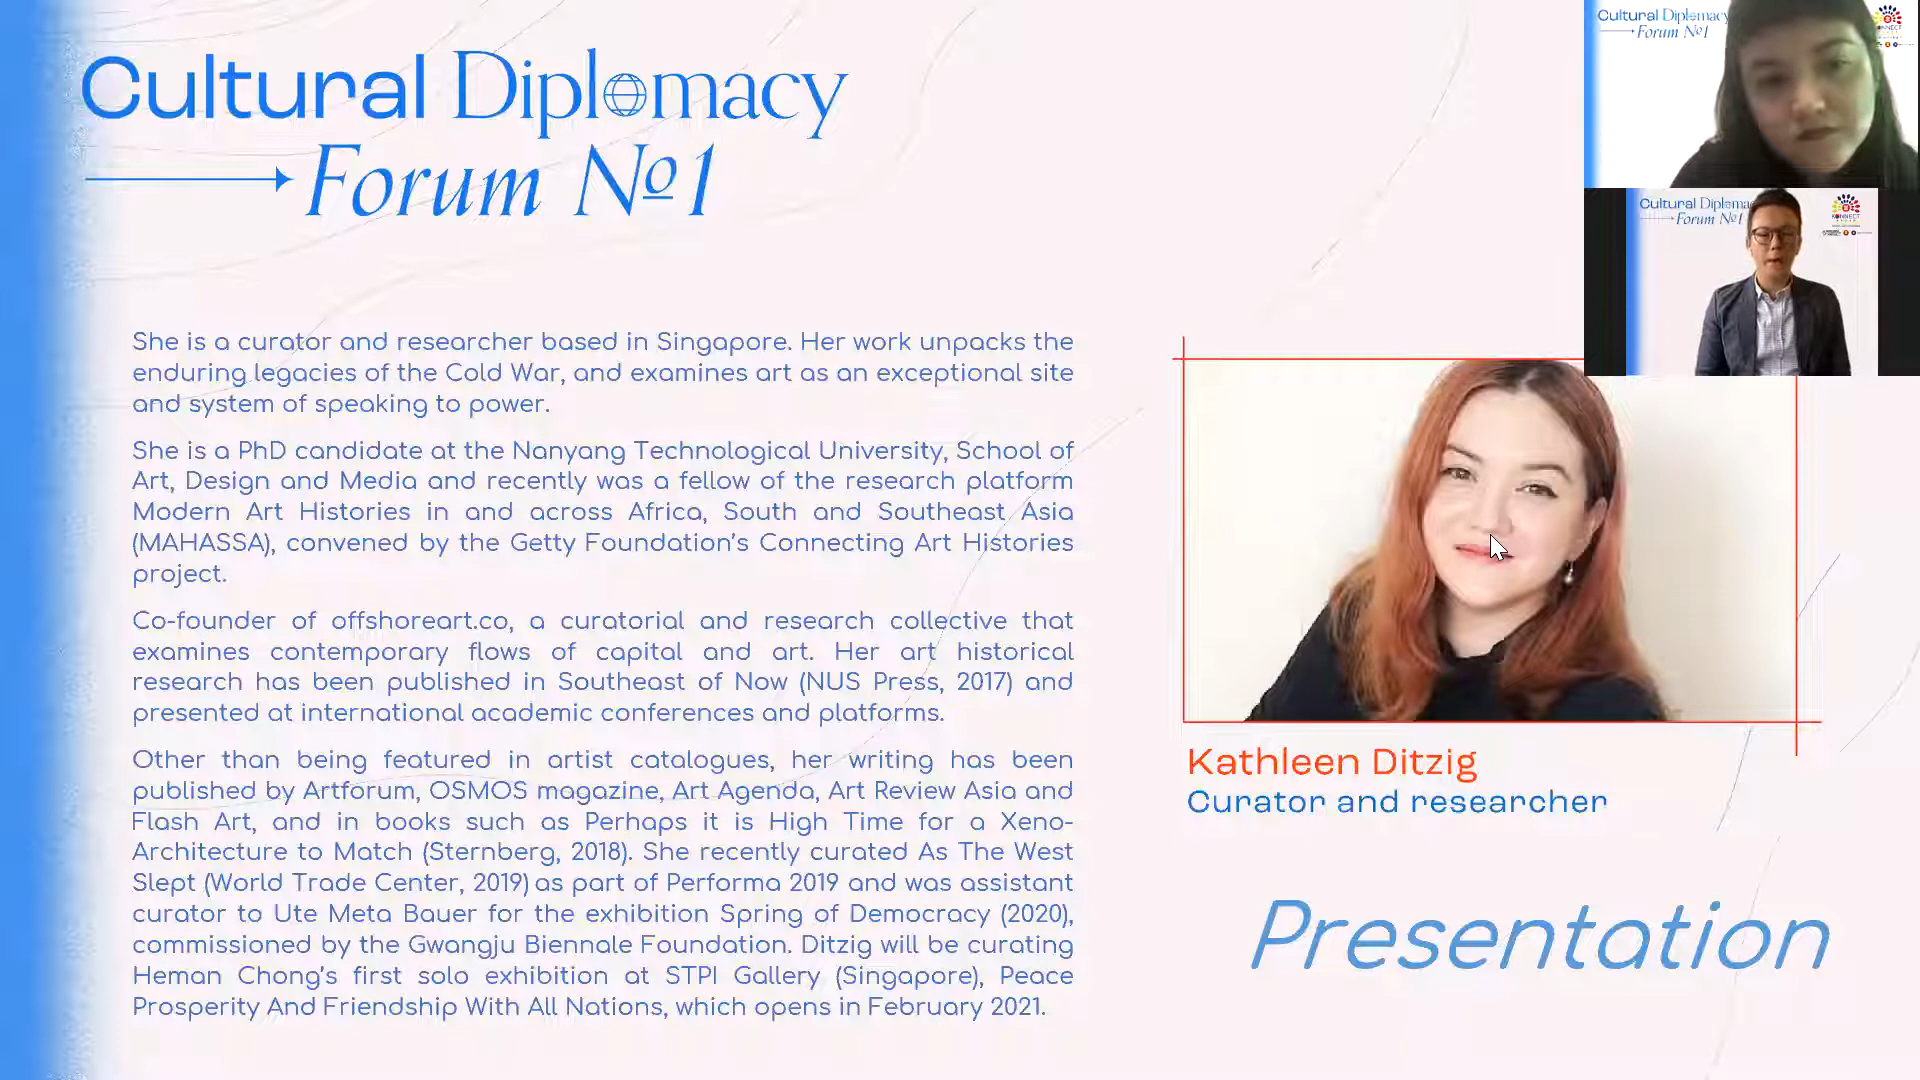 Cultural Diplomacy
Forum Nº1
She is a curator and researcher based in Singapore. Her work unpacks the
enduring legacies of the Cold War, and examines art as an exceptional site
and system of speaking to power.
She is a PhD candidate at the Nanyang Technological University, School of
Art, Design and Media and recently was a fellow of the research platform
Modern Art Histories in and across Africa, South and Southeast Asia
(MAHASSA), convened by the Getty Foundation's Connecting Art Histories
project.
Co-founder of offshoreart.co, a curatorial and research collective that
examines contemporary flows of capital and art. Her art historical
research has been published in Southeast of Now (NUS Press, 2017) and
presented at international academic conferences and platforms.
Other than being featured in artist catalogues, her writing has been
published by Artforum, OSMOS magazine, Art Agenda, Art Review Asia and
Flash Art, and in books such as Perhaps it is High Time for a Xeno-
Architecture to Match (Sternberg, 2018). She recently curated As The West
Slept (World Trade Center, 2019) as part of Performa 2019 and was assistant
curator to Ute Meta Bauer for the exhibition Spring of Democracy (2020),
commissioned by the Gwangju Biennale Foundation. Ditzig will be curating
Heman Chong's first solo exhibition at STPI Gallery (Singapore), Peace
Prosperity And Friendship With All Nations, which opens in February 2021.
Kathleen Ditzig
Curator and researcher
Presentation
Cultural Diplomacy
Forum Nº1
Cultural Diploma
Forum Nº1
KONNECT